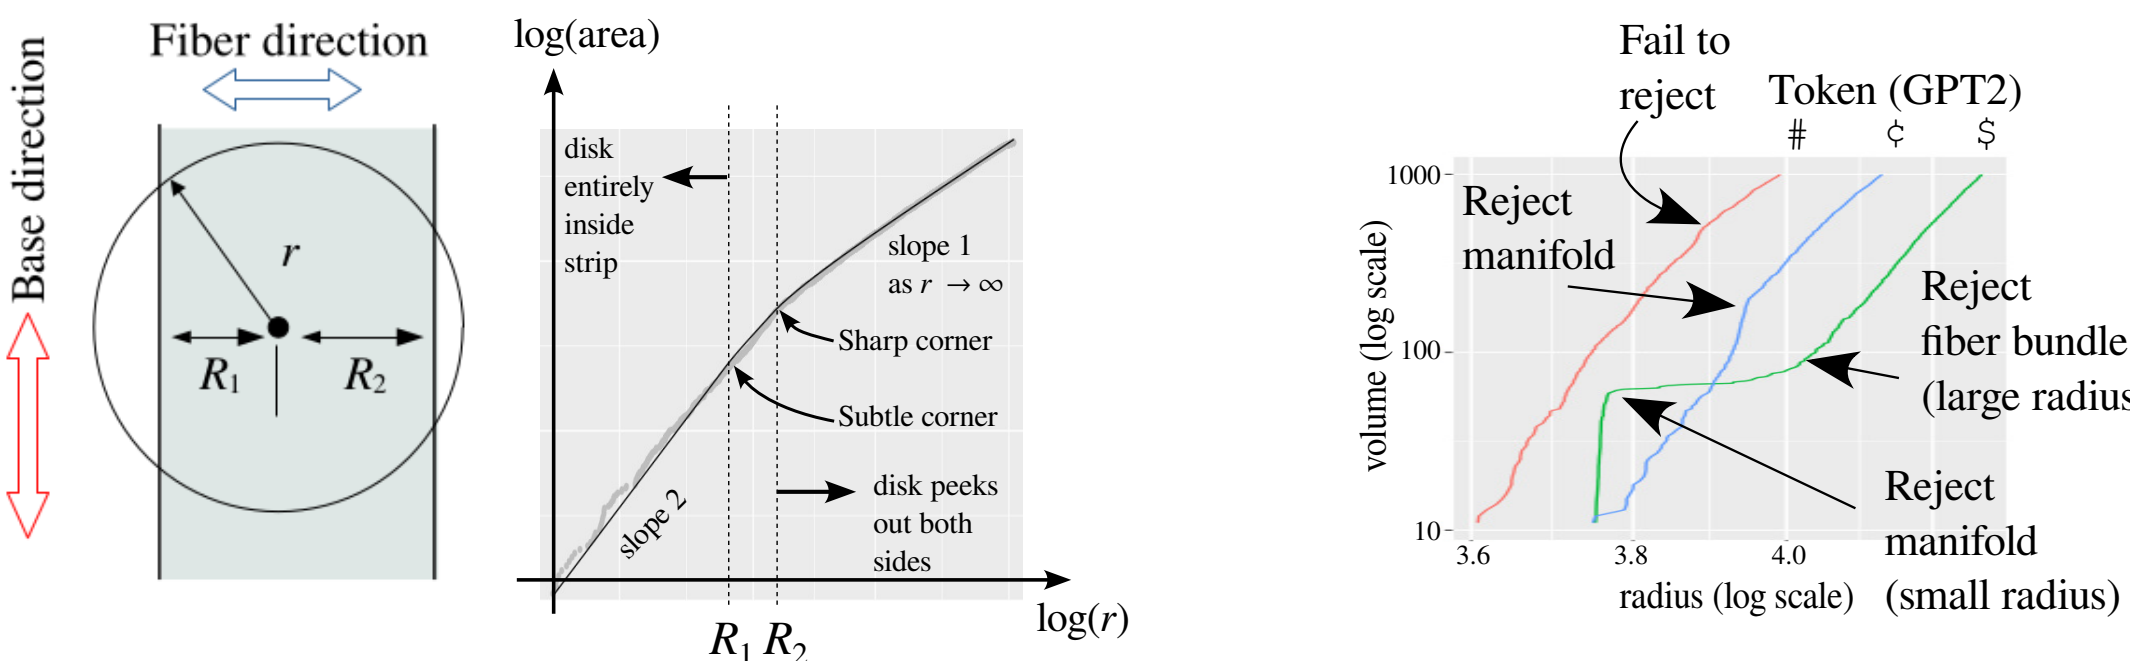 Fiber direction
Base direction
r
R1
R2
log(area)
disk
entirely
inside
strip
slope 1
as r → ∞
Sharp corner
Subtle corner
slope 2
disk peeks
out both
sides
log(r)
R1 R2
Fail to
reject
Token (GPT2)
# ¢ $
1000
100
10
volume (log scale)
Reject
manifold
Reject
fiber bundle
(large radius
Reject
manifold
(small radius)
3.6 3.8 4.0
radius (log scale)